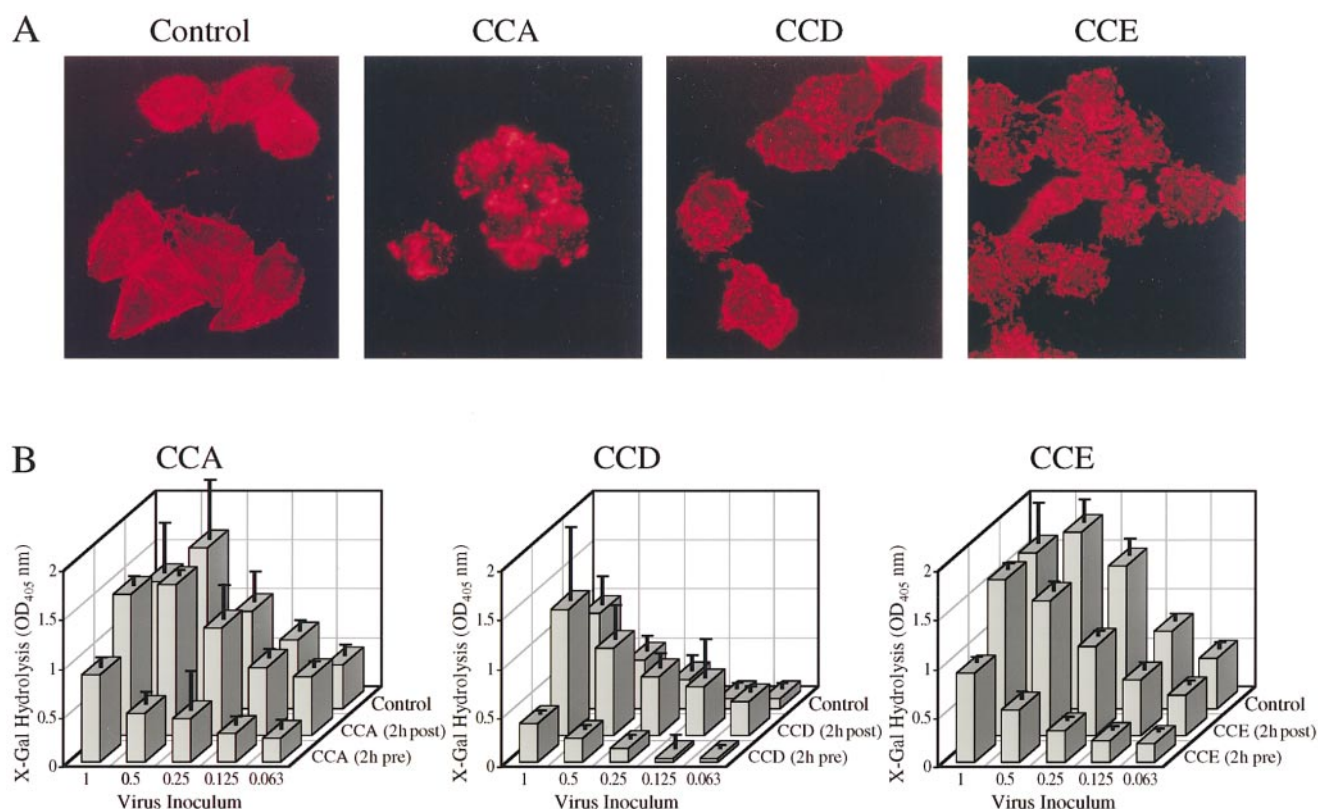 A
Control
CCA
CCD
CCE
B
CCA
CCD
CCE
X-Gal Hydrolysis (OD405 nm)
2
1.5
1
0.5
0
1
0.5
0.25
0.125
0.063
Virus Inoculum
Control
CCA (2h post)
CCA (2h pre)
X-Gal Hydrolysis (OD405 nm)
2
1.5
1
0.5
0
1
0.5
0.25
0.125
0.063
Virus Inoculum
Control
CCD (2h post)
CCD (2h pre)
X-Gal Hydrolysis (OD405 nm)
2
1.5
1
0.5
0
1
0.5
0.25
0.125
0.063
Virus Inoculum
Control
CCE (2h post)
CCE (2h pre)